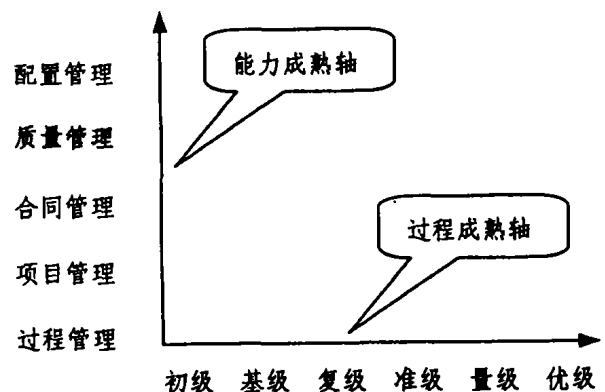 能力成熟轴
配置管理
质量管理
合同管理
过程成熟轴
项目管理
过程管理
初级 基级 复级 准级 量级 优级